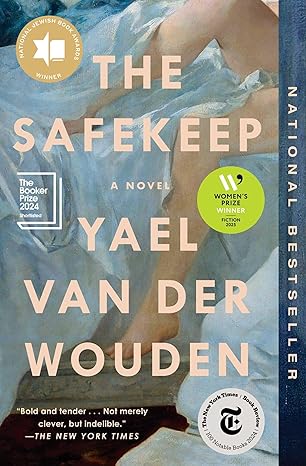 NATIONAL JEWISH BOOK AWARDS
WINNER
THE
SAFEKEEP
A NOVEL
The
Booker
Prize
2024
Shortlisted
W
WOMEN'S
PRIZE
WINNER
FICTION
2025
YAEL
VAN DER
WOUDEN
NATIONAL BESTSELLER
"Bold and tender . . . Not merely
clever, but indelible."
—THE NEW YORK TIMES
The New York Times | Book Review
T
100 Notable Books 2024